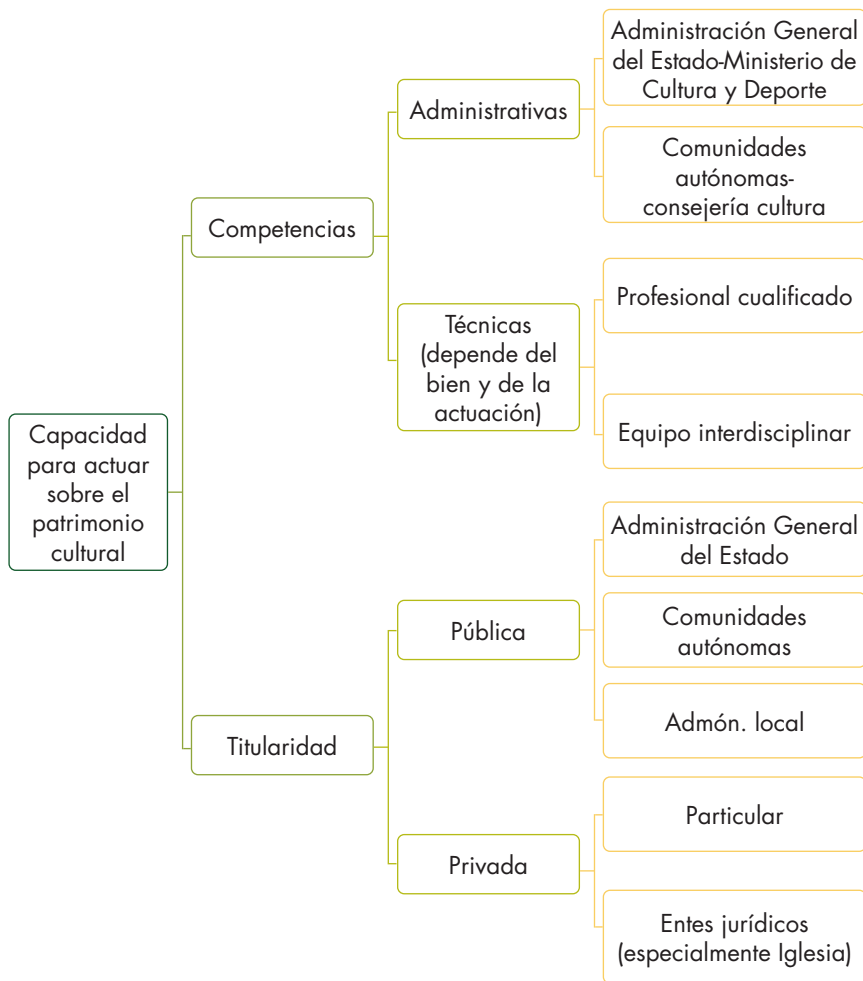 Capacidad
para actuar
sobre el
patrimonio
cultural
Competencias
Administrativas
Administración General
del Estado-Ministerio de
Cultura y Deporte
Comunidades
autónomas-
consejería cultura
Técnicas
(depende del
bien y de la
actuación)
Profesional cualificado
Equipo interdisciplinar
Titularidad
Pública
Administración General
del Estado
Comunidades
autónomas
Admón. local
Privada
Particular
Entes jurídicos
(especialmente Iglesia)